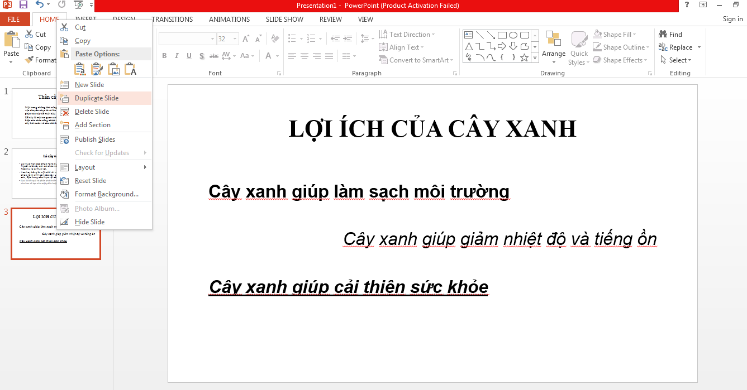 Presentation1 - PowerPoint (Product Activation Failed)
FILE HOME INSERT DESIGN TRANSITIONS ANIMATIONS SLIDE SHOW REVIEW VIEW
Sign in
Paste
Cut
Copy
Format
Clipboard
32
Font
Paragraph
Text Direction
Align Text
Convert to SmartArt
Drawing
Arrange
Quick Styles
Shape Fill
Shape Outline
Shape Effects
Find
Replace
Select
Editing
Cut
Copy
Paste Options:
New Slide
Duplicate Slide
Delete Slide
Add Section
Publish Slides
Check for Updates
Layout
Reset Slide
Format Background...
Photo Album...
Hide Slide
1
2
3
LỢI ÍCH CỦA CÂY XANH
Cây xanh giúp làm sạch môi trường
Cây xanh giúp giảm nhiệt độ và tiếng ồn
Cây xanh giúp cải thiện sức khỏe